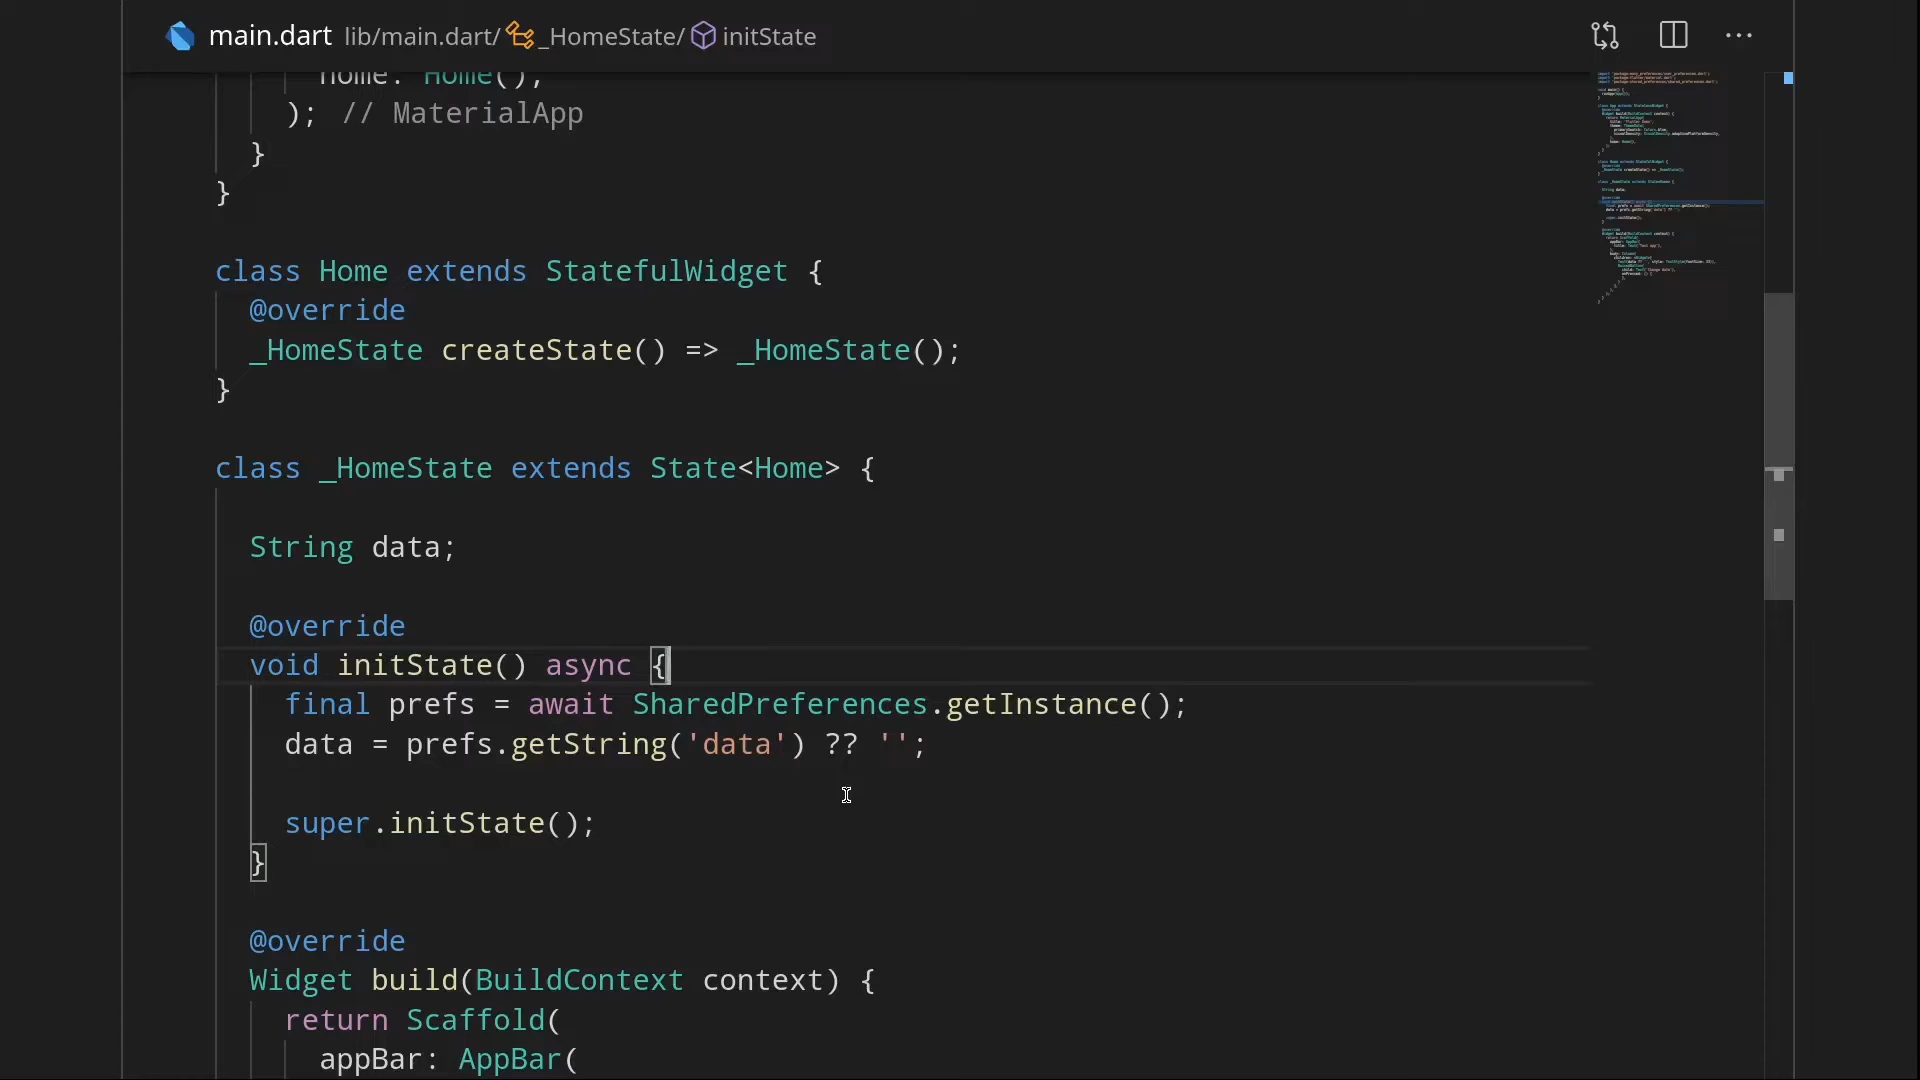 main.dart lib/main.dart/ _HomeState/ initState
home: Home(),
); // MaterialApp
}
}
class Home extends StatefulWidget {
@override
_HomeState createState() => _HomeState();
}
class _HomeState extends State<Home> {
String data;
@override
void initState() async {
final prefs = await SharedPreferences.getInstance();
data = prefs.getString('data') ?? '';
super.initState();
}
@override
Widget build(BuildContext context) {
return Scaffold(
appBar: AppBar(